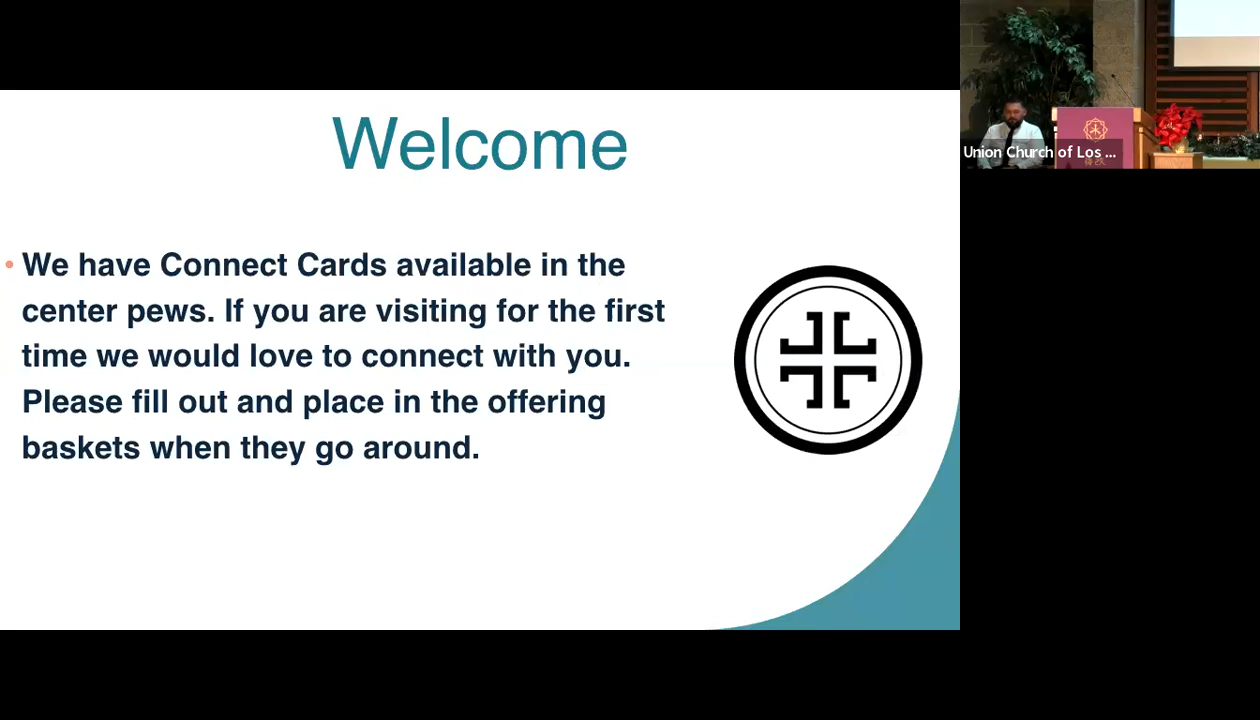 Welcome
• We have Connect Cards available in the
center pews. If you are visiting for the first
time we would love to connect with you.
Please fill out and place in the offering
baskets when they go around.
Union Church of Los ...